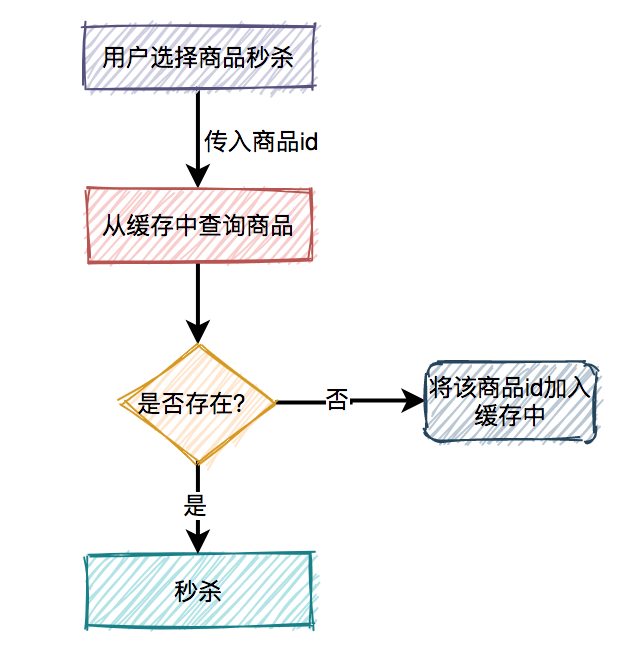 用户选择商品秒杀
传入商品id
从缓存中查询商品
是否存在?
否
将该商品id加入
缓存中
是
秒杀